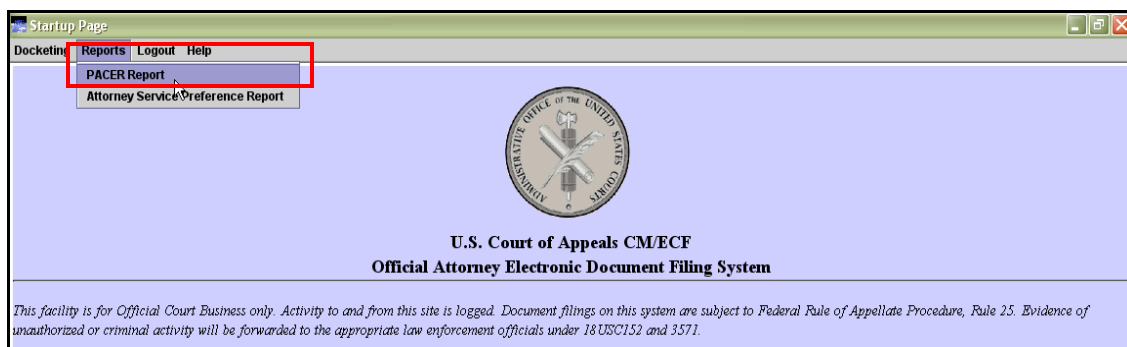 Startup Page
Docketing Reports Logout Help
PACER Report
Attorney Service Preference Report
ADMINISTRATIVE OFFICE OF THE UNITED STATES COURTS
U.S. Court of Appeals CM/ECF
Official Attorney Electronic Document Filing System
This facility is for Official Court Business only. Activity to and from this site is logged. Document filings on this system are subject to Federal Rule of Appellate Procedure, Rule 25. Evidence of
unauthorized or criminal activity will be forwarded to the appropriate law enforcement officials under 18 USC152 and 3571.